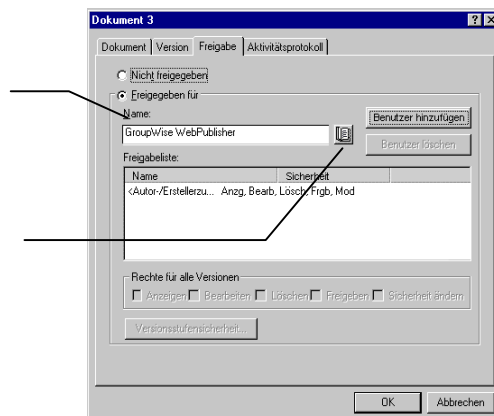 Dokument 3
Dokument Version Freigabe Aktivitätsprotokoll
Nicht freigegeben
Freigegeben für
Name:
Benutzer hinzufügen
GroupWise WebPublisher
Benutzer löschen
Freigabeliste:
Name Sicherheit
<Autor-/Erstellerzu... Anzg, Bearb, Lösch, Frgb, Mod
Rechte für alle Versionen
Anzeigen Bearbeiten Löschen Freigeben Sicherheit ändern
Versionsstufensicherheit...
OK Abbrechen